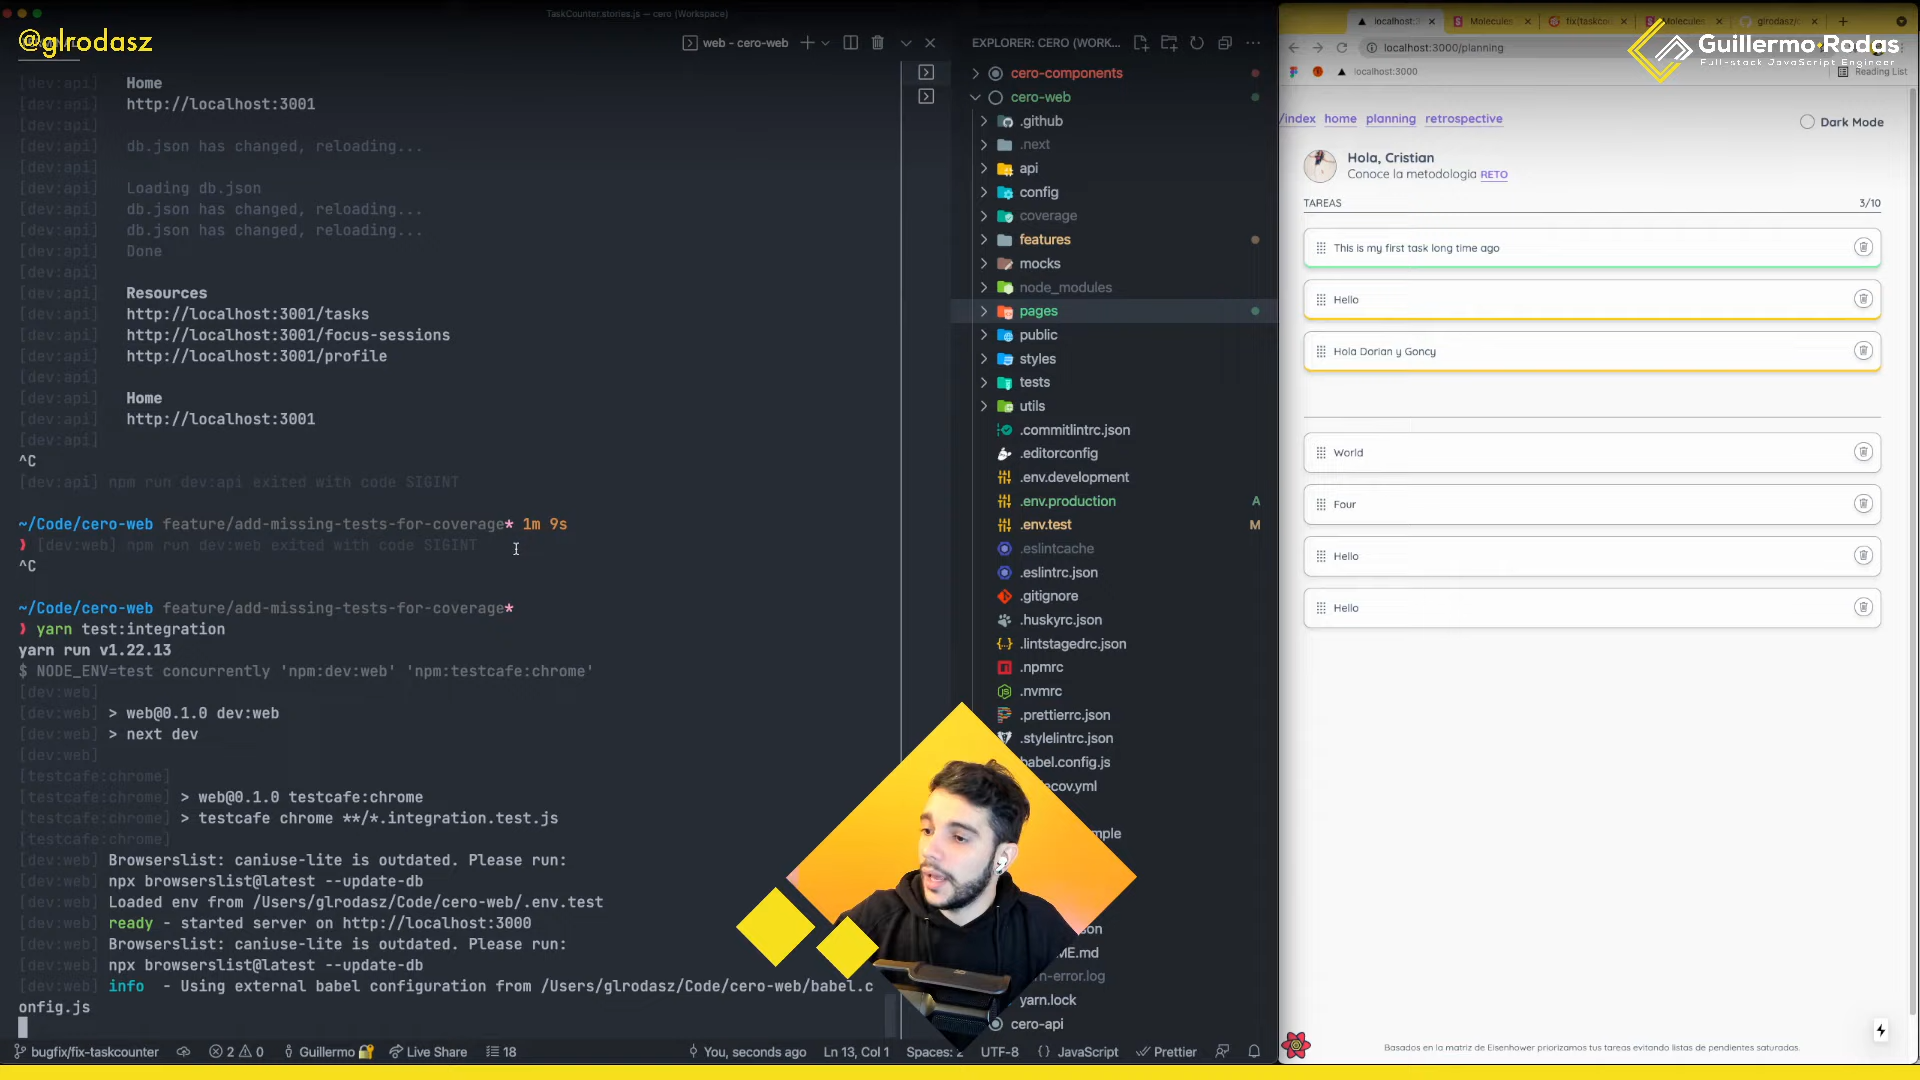 TaskCounter.stories.js — cero (Workspace)
@glrodasz
web - cero-web
[dev:api] Home
[dev:api] http://localhost:3001
[dev:api]
[dev:api] db.json has changed, reloading...
[dev:api]
[dev:api] Loading db.json
[dev:api] db.json has changed, reloading...
[dev:api] db.json has changed, reloading...
[dev:api] Done
[dev:api]
[dev:api] Resources
[dev:api] http://localhost:3001/tasks
[dev:api] http://localhost:3001/focus-sessions
[dev:api] http://localhost:3001/profile
[dev:api]
[dev:api] Home
[dev:api] http://localhost:3001
[dev:api]
^C
[dev:api] npm run dev:api exited with code SIGINT
~/Code/cero-web feature/add-missing-tests-for-coverage* 1m 9s
❯ [dev:web] npm run dev:web exited with code SIGINT
^C
~/Code/cero-web feature/add-missing-tests-for-coverage*
❯ yarn test:integration
yarn run v1.22.13
$ NODE_ENV=test concurrently 'npm:dev:web' 'npm:testcafe:chrome'
[dev:web]
[dev:web] > web@0.1.0 dev:web
[dev:web] > next dev
[dev:web]
[testcafe:chrome]
[testcafe:chrome] > web@0.1.0 testcafe:chrome
[testcafe:chrome] > testcafe chrome **/*.integration.test.js
[testcafe:chrome]
[dev:web] Browserslist: caniuse-lite is outdated. Please run:
[dev:web] npx browserslist@latest --update-db
[dev:web] Loaded env from /Users/glrodasz/Code/cero-web/.env.test
[dev:web] ready - started server on http://localhost:3000
[dev:web] Browserslist: caniuse-lite is outdated. Please run:
[dev:web] npx browserslist@latest --update-db
[dev:web] info - Using external babel configuration from /Users/glrodasz/Code/cero-web/babel.c
onfig.js
EXPLORER: CERO (WORK...
cero-components
cero-web
.github
.next
api
config
coverage
features
mocks
node_modules
pages
public
styles
tests
utils
.commitlintrc.json
.editorconfig
.env.development
.env.production A
.env.test M
.eslintcache
.eslintrc.json
.gitignore
.huskyrc.json
.lintstagedrc.json
.npmrc
.nvmrc
.prettierrc.json
.stylelintrc.json
babel.config.js
ecov.yml
mple
on
ME.md
rn-error.log
yarn.lock
cero-api
bugfix/fix-taskcounter
2 0
Guillermo
Live Share
18
You, seconds ago
Ln 13, Col 1
Spaces: 2
UTF-8
{} JavaScript
Prettier
localhost:3
Molecules
fix(taskco
Molecules
glrodasz/c
localhost:3000/planning
localhost:3000
Reading List
Guillermo Rodas
Full-stack JavaScript Engineer
/index home planning retrospective
Dark Mode
Hola, Cristian
Conoce la metodologia RETO
TAREAS 3/10
This is my first task long time ago
Hello
Hola Dorian y Goncy
World
Four
Hello
Hello
Basados en la matriz de Eisenhower priorizamos tus tareas evitando listas de pendientes saturadas.